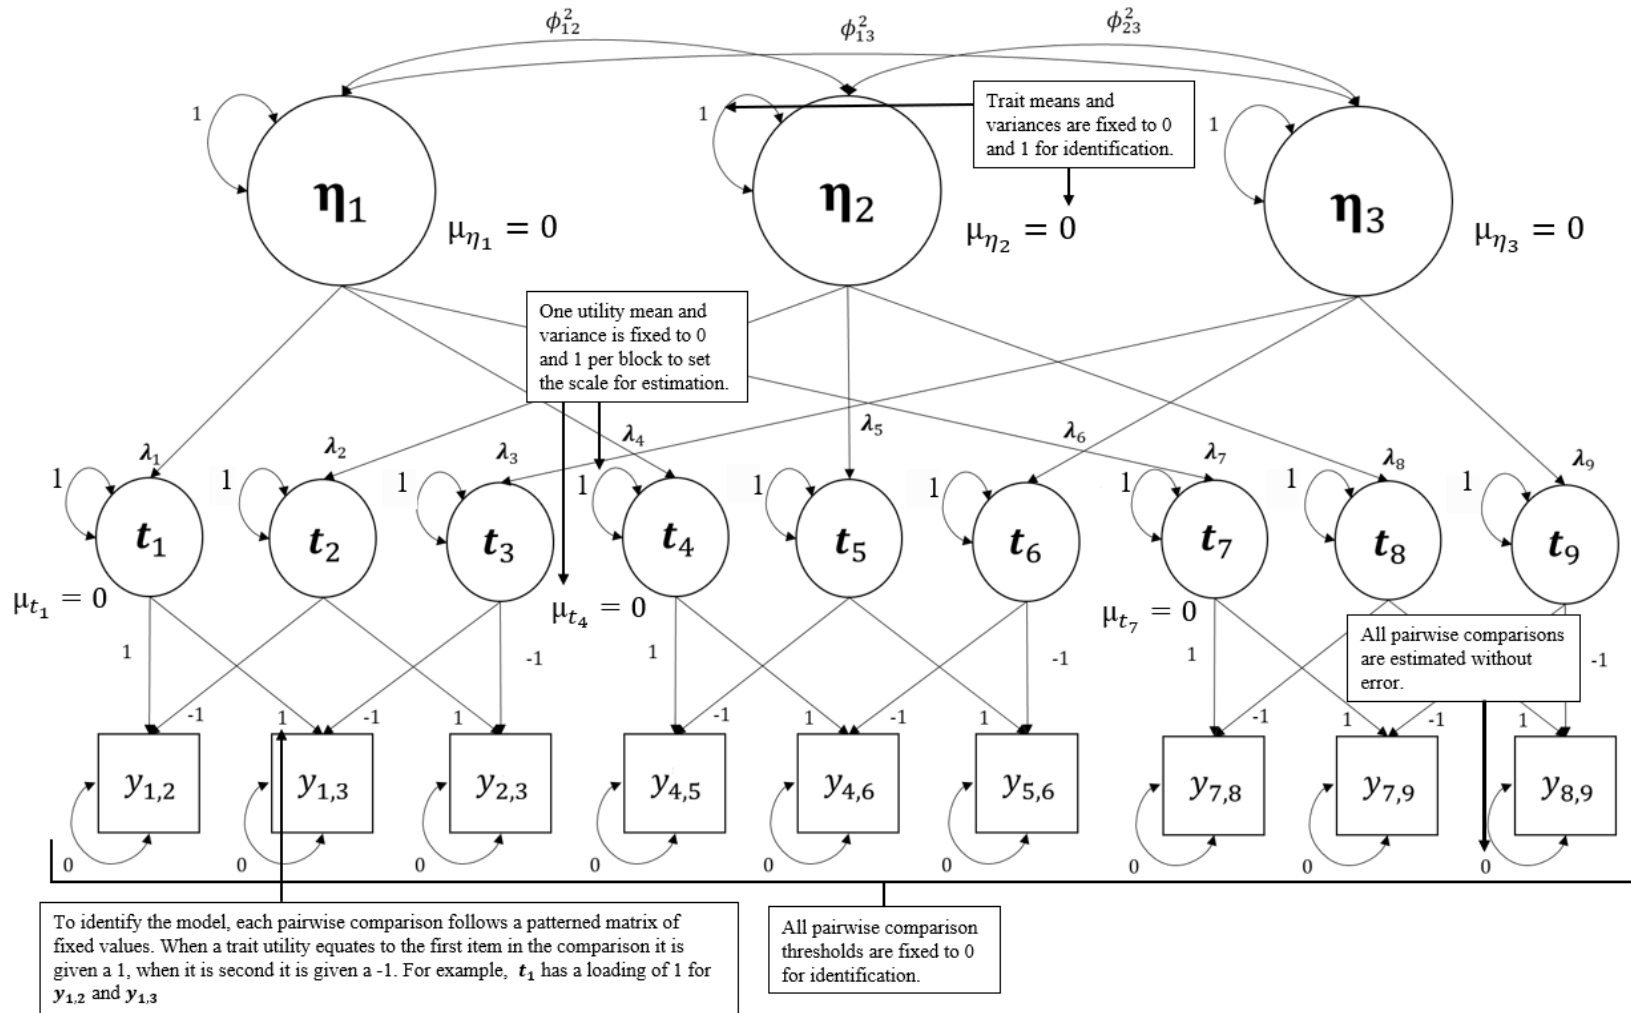 ϕ²₁₂
ϕ²₁₃
ϕ²₂₃
1
1
1
Trait means and
variances are fixed to 0
and 1 for identification.
η₁
η₂
η₃
μ_η₁ = 0
μ_η₂ = 0
μ_η₃ = 0
One utility mean and
variance is fixed to 0
and 1 per block to set
the scale for estimation.
λ₁
λ₂
λ₃
λ₄
λ₅
λ₆
λ₇
λ₈
λ₉
1
1
1
1
1
1
1
1
1
t₁
t₂
t₃
t₄
t₅
t₆
t₇
t₈
t₉
μ_t₁ = 0
μ_t₄ = 0
μ_t₇ = 0
All pairwise comparisons
are estimated without
error.
1
-1
1
-1
1
-1
-1
1
-1
1
-1
1
-1
1
-1
1
-1
1
y₁,₂
y₁,₃
y₂,₃
y₄,₅
y₄,₆
y₅,₆
y₇,₈
y₇,₉
y₈,₉
0
0
0
0
0
0
0
0
0
To identify the model, each pairwise comparison follows a patterned matrix of
fixed values. When a trait utility equates to the first item in the comparison it is
given a 1, when it is second it is given a -1. For example, t₁ has a loading of 1 for
y₁,₂ and y₁,₃
All pairwise comparison
thresholds are fixed to 0
for identification.